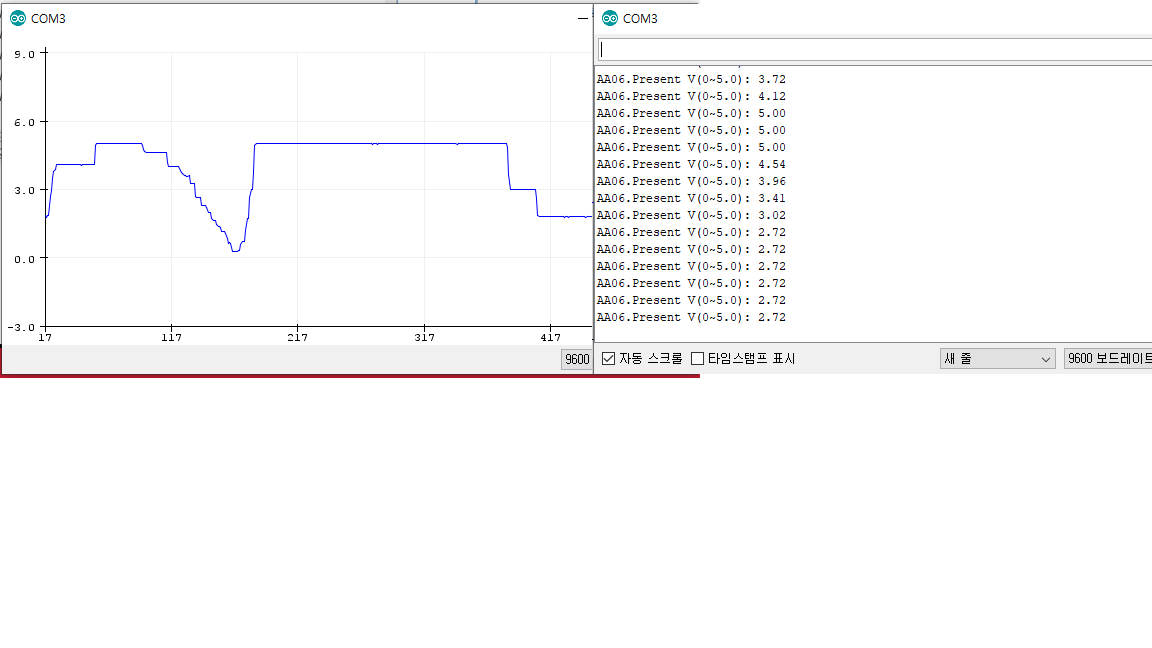 COM3
9.0
6.0
3.0
0.0
-3.0
17 117 217 317 417
9600
COM3
AA06.Present V(0~5.0): 3.72
AA06.Present V(0~5.0): 4.12
AA06.Present V(0~5.0): 5.00
AA06.Present V(0~5.0): 5.00
AA06.Present V(0~5.0): 5.00
AA06.Present V(0~5.0): 4.54
AA06.Present V(0~5.0): 3.96
AA06.Present V(0~5.0): 3.41
AA06.Present V(0~5.0): 3.02
AA06.Present V(0~5.0): 2.72
AA06.Present V(0~5.0): 2.72
AA06.Present V(0~5.0): 2.72
AA06.Present V(0~5.0): 2.72
AA06.Present V(0~5.0): 2.72
AA06.Present V(0~5.0): 2.72
자동 스크롤 타임스탬프 표시 새 줄 9600 보드레이트